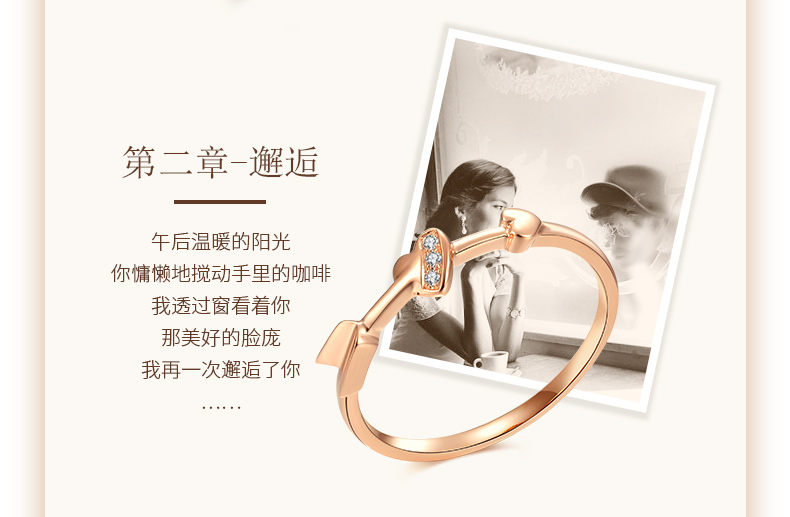 第二章-邂逅
午后温暖的阳光
你慵懒地搅动手里的咖啡
我透过窗看着你
那美好的脸庞
我再一次邂逅了你
……